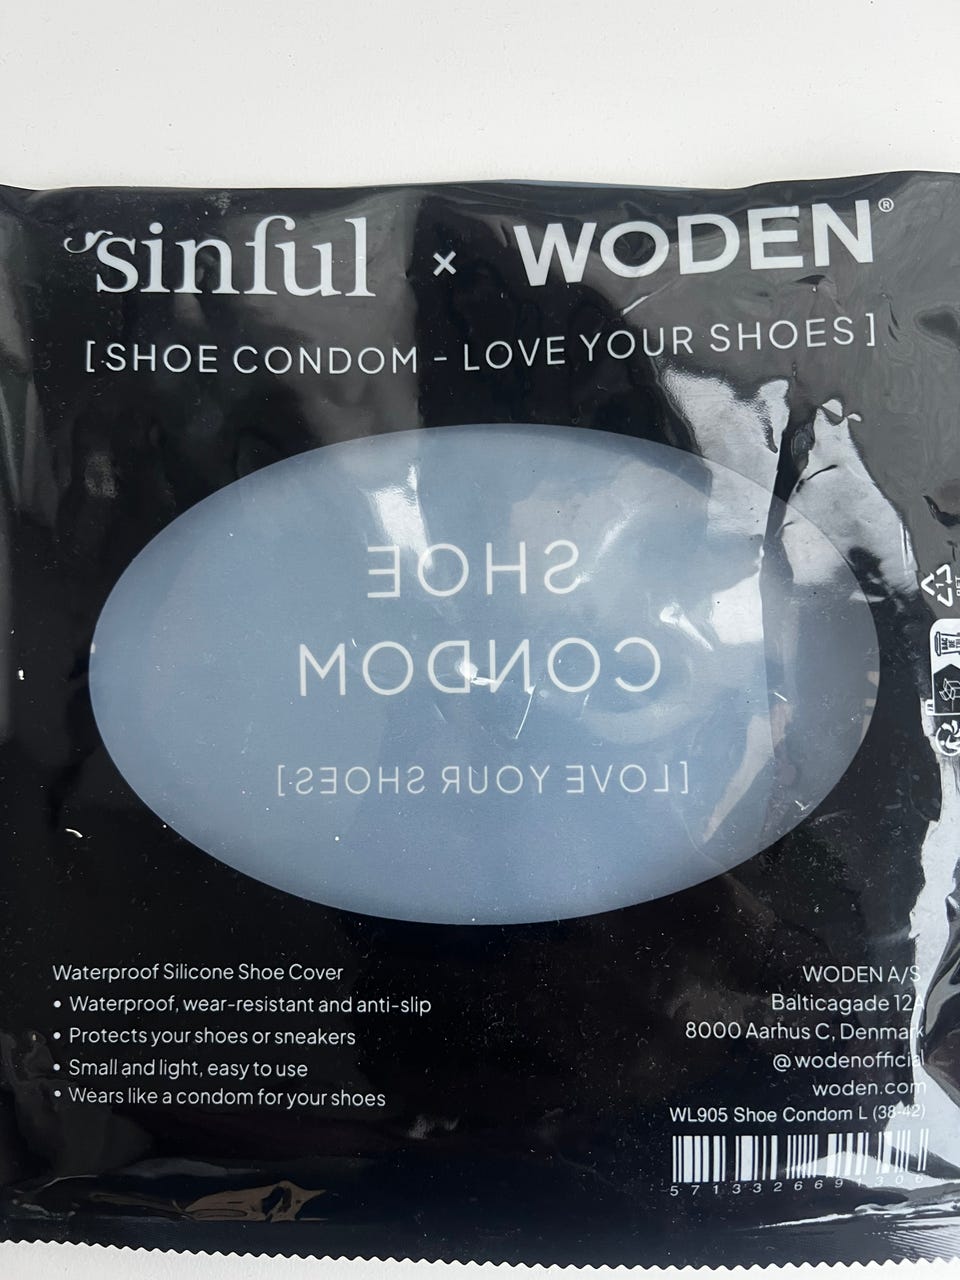 sinful × WODEN®
[SHOE CONDOM - LOVE YOUR SHOES]
SHOE
CONDOM
[LOVE YOUR SHOES]
Waterproof Silicone Shoe Cover
• Waterproof, wear-resistant and anti-slip
• Protects your shoes or sneakers
• Small and light, easy to use
• Wears like a condom for your shoes
WODEN A/S
Balticagade 12A
8000 Aarhus C, Denmark
@wodenofficial
woden.com
WL905 Shoe Condom L (38-42)
5713326691306
1
PET